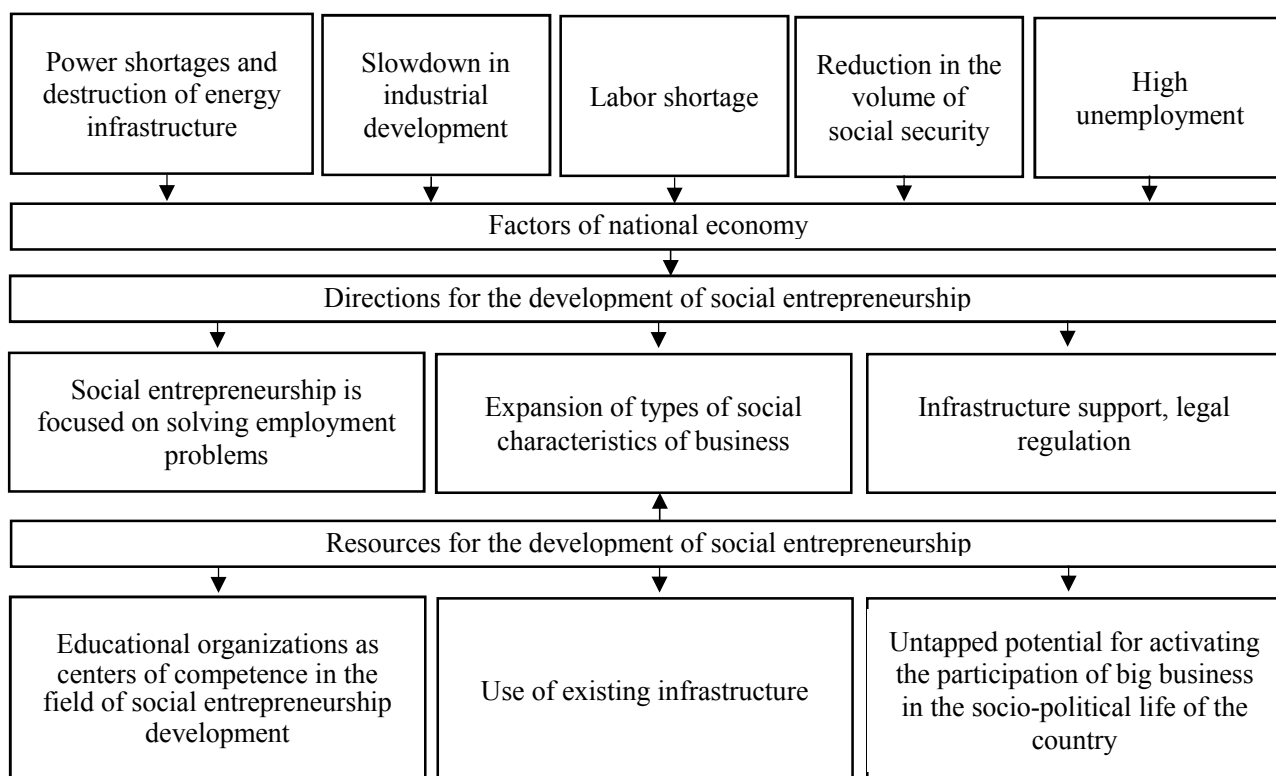 Power shortages and
destruction of energy
infrastructure
Slowdown in
industrial
development
Labor shortage
Reduction in the
volume of
social security
High
unemployment
Factors of national economy
Directions for the development of social entrepreneurship
Social entrepreneurship is
focused on solving employment
problems
Expansion of types of social
characteristics of business
Infrastructure support, legal
regulation
Resources for the development of social entrepreneurship
Educational organizations as
centers of competence in the
field of social entrepreneurship
development
Use of existing infrastructure
Untapped potential for activating
the participation of big business
in the socio-political life of the
country